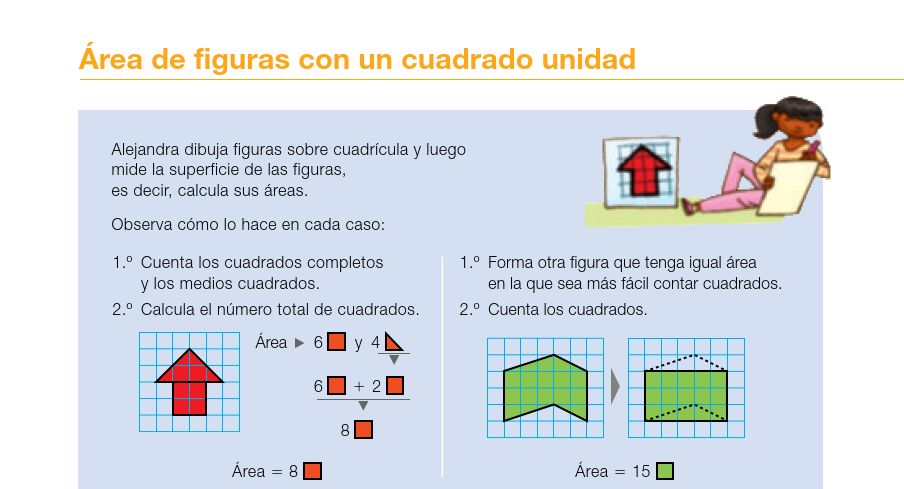 Área de figuras con un cuadrado unidad
Alejandra dibuja figuras sobre cuadrícula y luego
mide la superficie de las figuras,
es decir, calcula sus áreas.
Observa cómo lo hace en cada caso:
1.º Cuenta los cuadrados completos
y los medios cuadrados.
2.º Calcula el número total de cuadrados.
Área 6 y 4
6 + 2
8
Área = 8
1.º Forma otra figura que tenga igual área
en la que sea más fácil contar cuadrados.
2.º Cuenta los cuadrados.
Área = 15